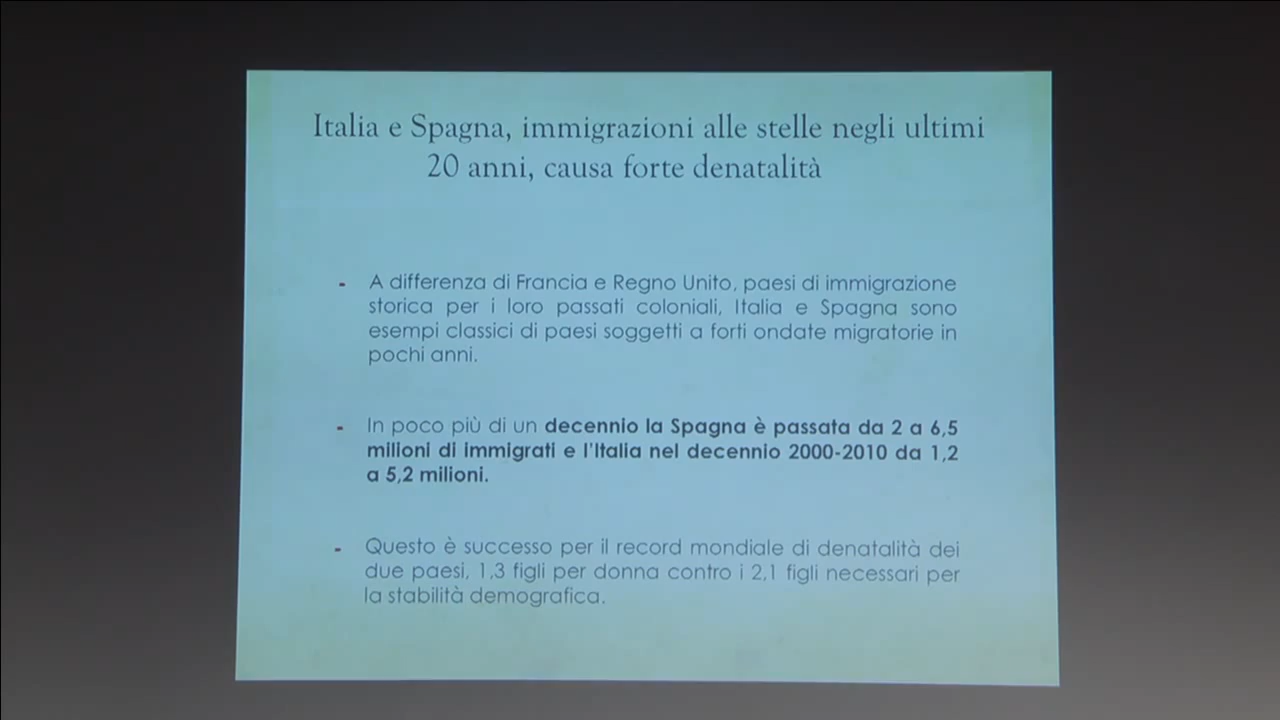 Italia e Spagna, immigrazioni alle stelle negli ultimi
20 anni, causa forte denatalità
- A differenza di Francia e Regno Unito, paesi di immigrazione
storica per i loro passati coloniali, Italia e Spagna sono
esempi classici di paesi soggetti a forti ondate migratorie in
pochi anni.
- In poco più di un decennio la Spagna è passata da 2 a 6,5
milioni di immigrati e l'Italia nel decennio 2000-2010 da 1,2
a 5,2 milioni.
- Questo è successo per il record mondiale di denatalità dei
due paesi, 1,3 figli per donna contro i 2,1 figli necessari per
la stabilità demografica.